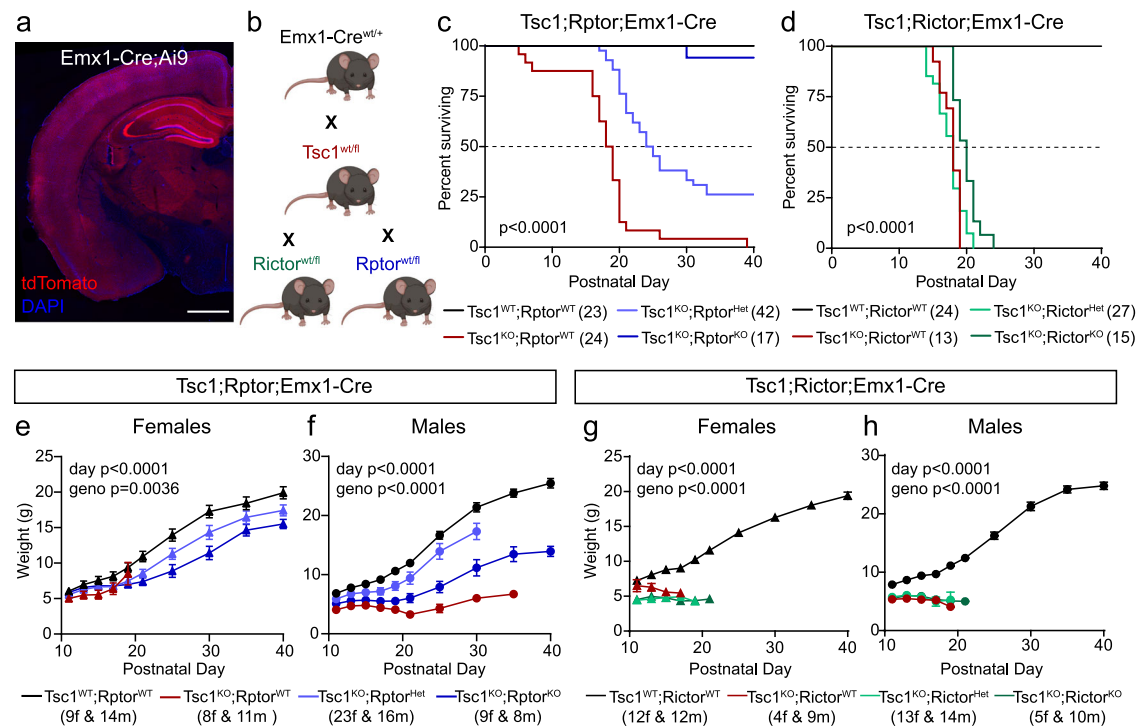 a
Emx1-Cre;Ai9
tdTomato
DAPI
b
Emx1-Cre^wt/+
X
Tsc1^wt/fl
X X
Rictor^wt/fl Rptor^wt/fl
c
Tsc1;Rptor;Emx1-Cre
Percent surviving
100
75
50
25
0
p<0.0001
0 10 20 30 40
Postnatal Day
Tsc1^WT;Rptor^WT (23) Tsc1^KO;Rptor^Het (42)
Tsc1^KO;Rptor^WT (24) Tsc1^KO;Rptor^KO (17)
d
Tsc1;Rictor;Emx1-Cre
Percent surviving
100
75
50
25
0
p<0.0001
0 10 20 30 40
Postnatal Day
Tsc1^WT;Rictor^WT (24) Tsc1^KO;Rictor^Het (27)
Tsc1^KO;Rictor^WT (13) Tsc1^KO;Rictor^KO (15)
Tsc1;Rptor;Emx1-Cre
e
Females
day p<0.0001
geno p=0.0036
Weight (g)
25
20
15
10
5
0
10 20 30 40
Postnatal Day
f
Males
day p<0.0001
geno p<0.0001
30
20
10
0
10 20 30 40
Postnatal Day
Tsc1^WT;Rptor^WT Tsc1^KO;Rptor^WT Tsc1^KO;Rptor^Het Tsc1^KO;Rptor^KO
(9f & 14m) (8f & 11m ) (23f & 16m) (9f & 8m)
Tsc1;Rictor;Emx1-Cre
g
Females
day p<0.0001
geno p<0.0001
Weight (g)
25
20
15
10
5
0
10 20 30 40
Postnatal Day
h
Males
day p<0.0001
geno p<0.0001
30
20
10
0
10 20 30 40
Postnatal Day
Tsc1^WT;Rictor^WT Tsc1^KO;Rictor^WT Tsc1^KO;Rictor^Het Tsc1^KO;Rictor^KO
(12f & 12m) (4f & 9m) (13f & 14m) (5f & 10m)